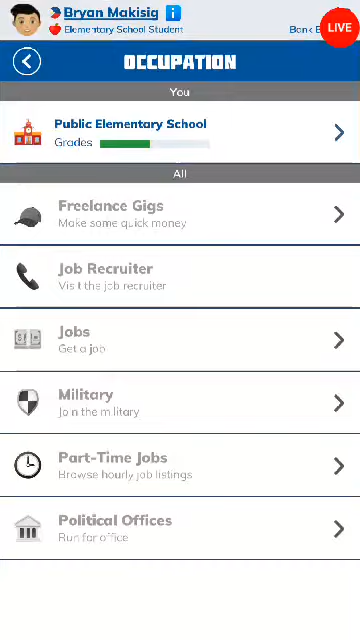 Bryan Makisig
Elementary School Student
Bank B
LIVE
OCCUPATION
You
Public Elementary School
Grades
All
Freelance Gigs
Make some quick money
Job Recruiter
Visit the job recruiter
Jobs
Get a job
Military
Join the military
Part-Time Jobs
Browse hourly job listings
Political Offices
Run for office